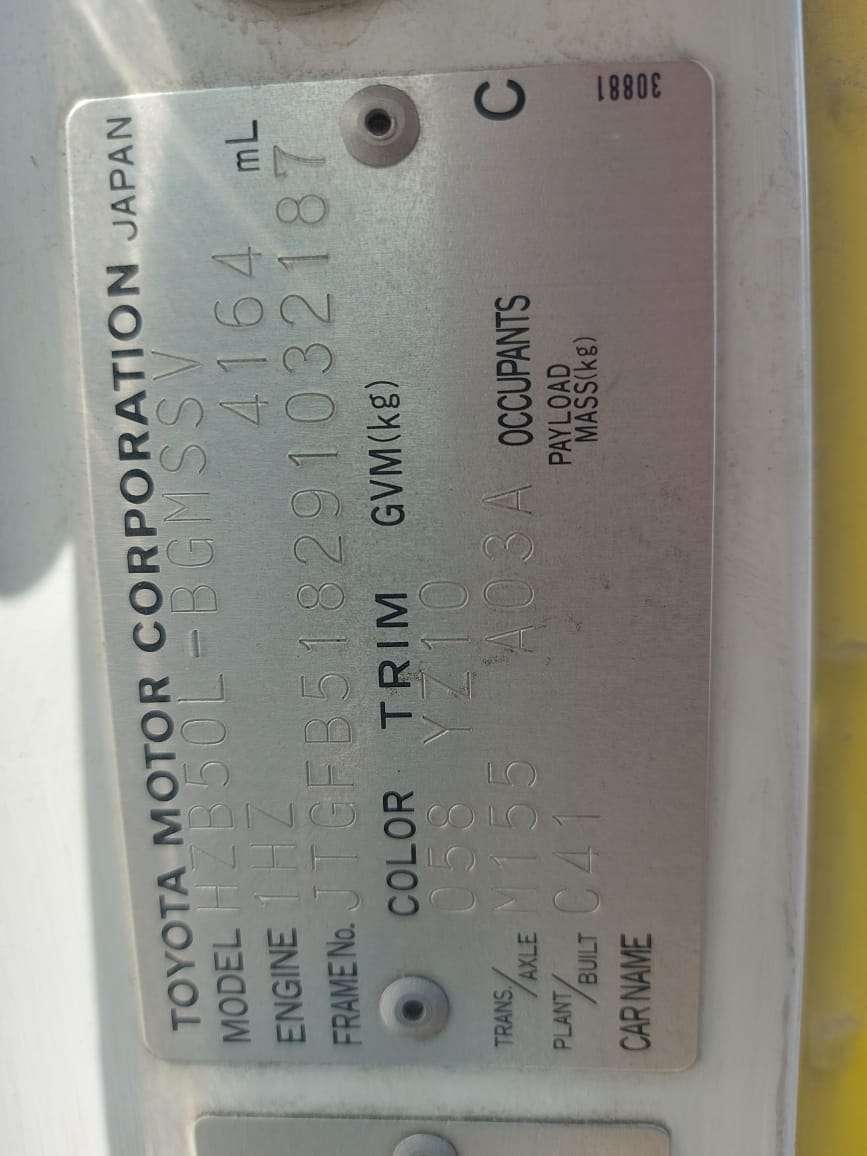 TOYOTA MOTOR CORPORATION JAPAN
MODEL HZB50L-BGMSSV
ENGINE 1HZ 4164 mL
FRAME No. JTGFB518291032187
COLOR TRIM GVM(kg)
058 YZ10
TRANS./AXLE M155 A03A OCCUPANTS C
PLANT/BUILT C41 PAYLOAD MASS(kg)
CAR NAME 30881